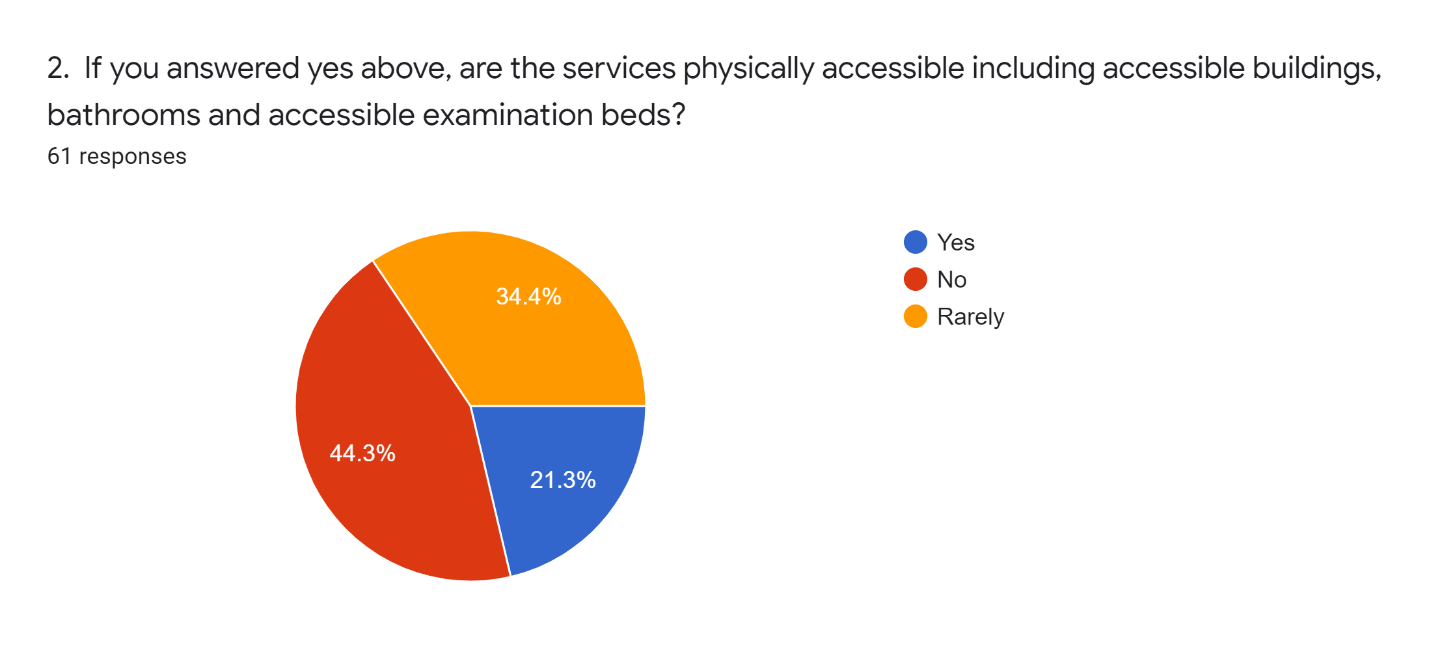 2. If you answered yes above, are the services physically accessible including accessible buildings,
bathrooms and accessible examination beds?
61 responses
Yes
No
Rarely
34.4%
44.3%
21.3%